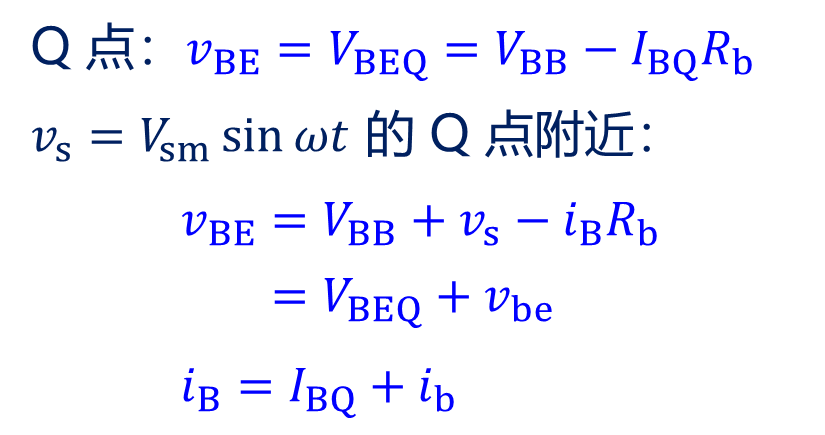 Q 点：v_BE = V_BEQ = V_BB − I_BQ R_b
v_s = V_sm sin ωt 的 Q 点附近：
v_BE = V_BB + v_s − i_B R_b
= V_BEQ + v_be
i_B = I_BQ + i_b